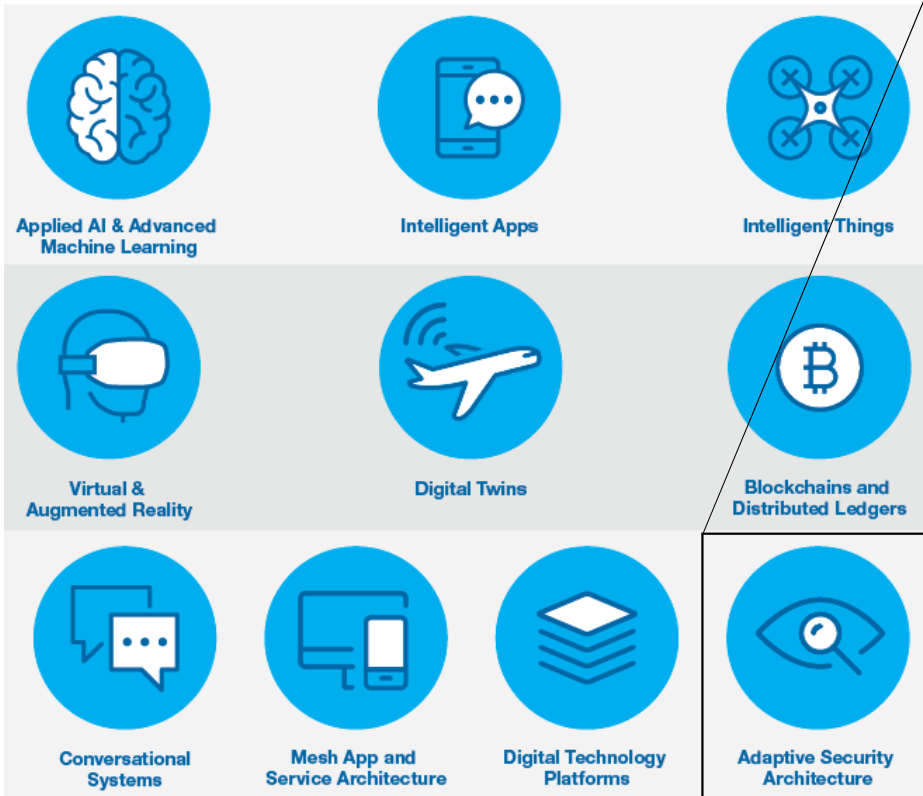 Applied AI & Advanced
Machine Learning
Intelligent Apps
Intelligent Things
Virtual &
Augmented Reality
Digital Twins
Blockchains and
Distributed Ledgers
Conversational
Systems
Mesh App and
Service Architecture
Digital Technology
Platforms
Adaptive Security
Architecture